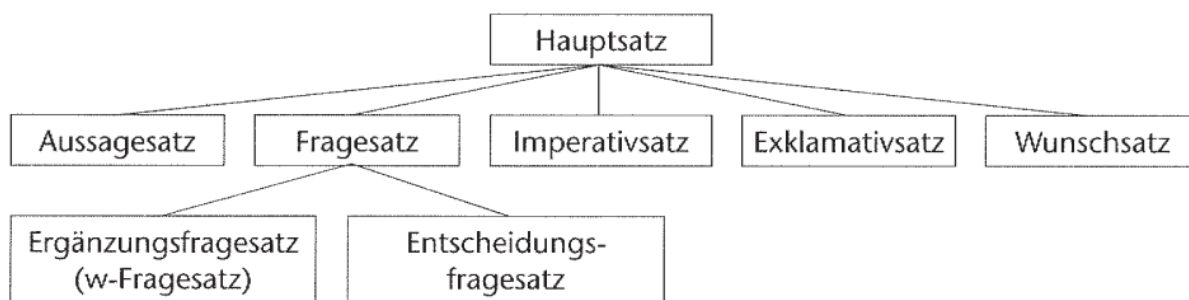 Hauptsatz
Aussagesatz
Fragesatz
Imperativsatz
Exklamativsatz
Wunschsatz
Ergänzungsfragesatz
(w-Fragesatz)
Entscheidungs-
fragesatz